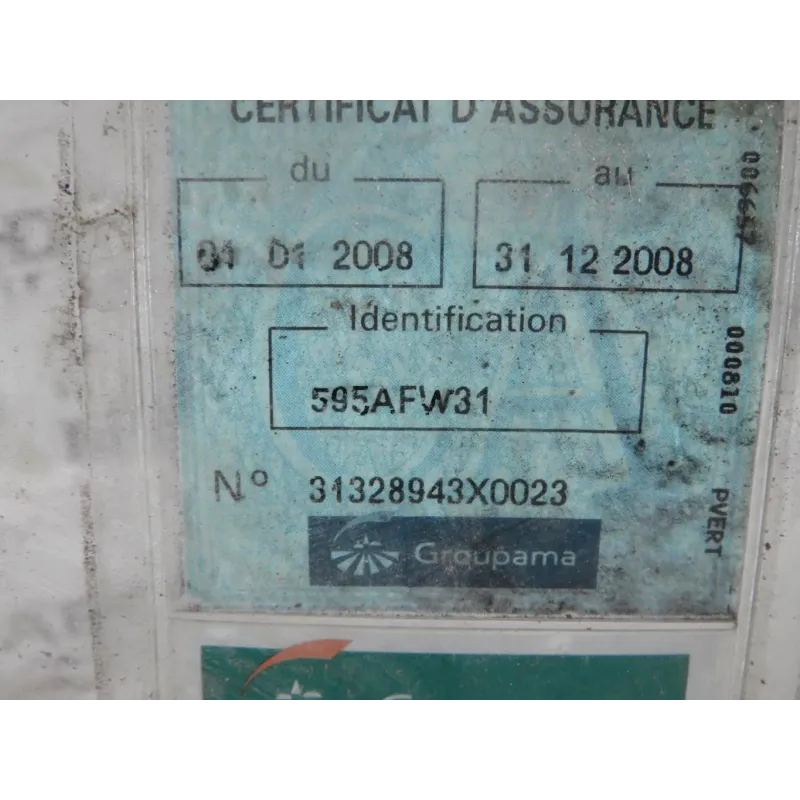 CERTIFICAT D'ASSURANCE
du
au
01 01 2008
31 12 2008
Identification
595AFW31
N° 31328943X0023
Groupama
000810
PVERT